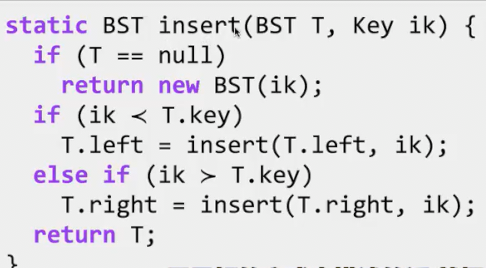 static BST insert(BST T, Key ik) {
if (T == null)
return new BST(ik);
if (ik ≺ T.key)
T.left = insert(T.left, ik);
else if (ik ≻ T.key)
T.right = insert(T.right, ik);
return T;
}